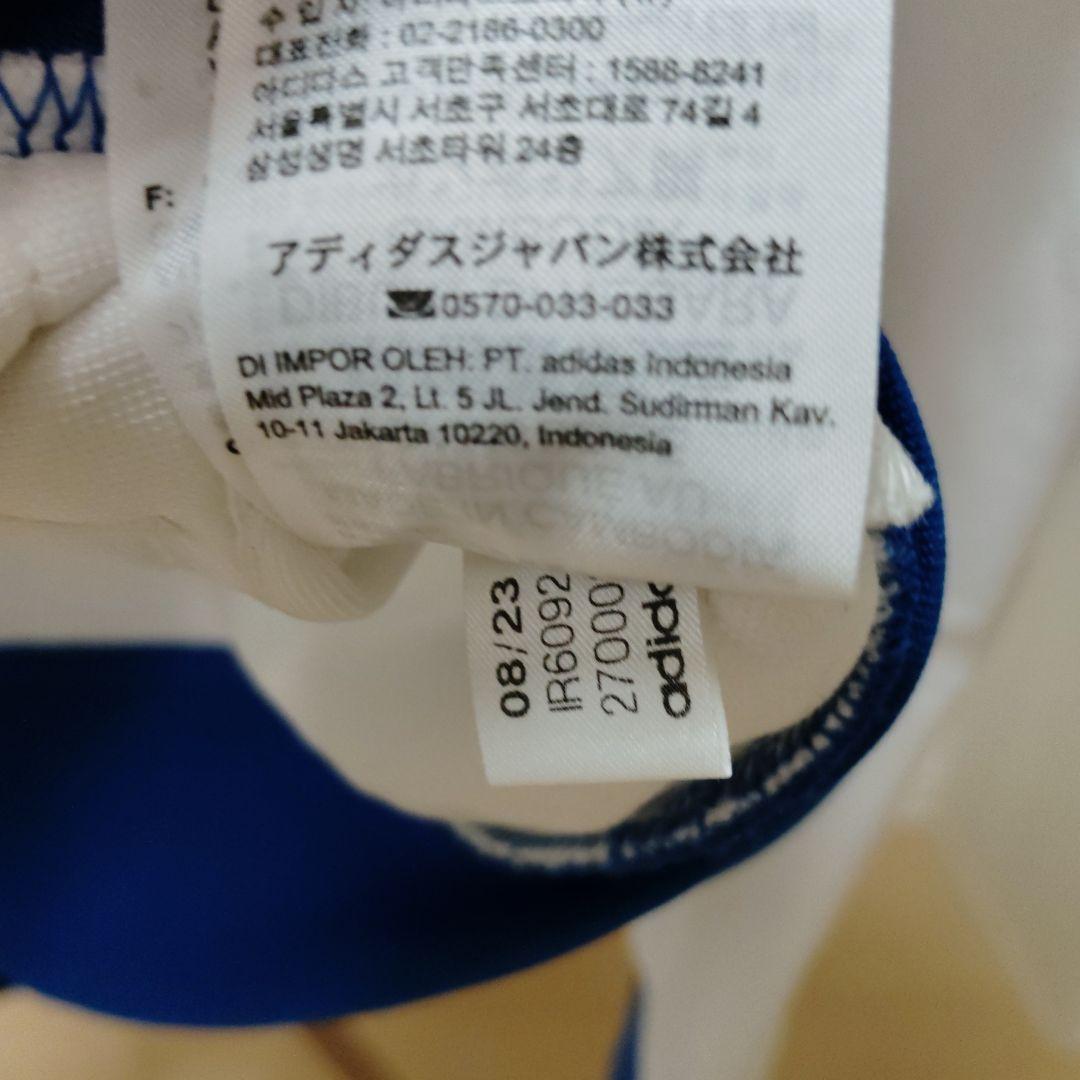 대표전화 : 02-2186-0300
아디다스 고객만족센터 : 1588-8241
서울특별시 서초구 서초대로 74길 4
삼성생명 서초타워 24층
F:
アディダスジャパン株式会社
0570-033-033
DI IMPOR OLEH: PT. adidas Indonesia
Mid Plaza 2, Lt. 5 JL. Jend. Sudirman Kav.
10-11 Jakarta 10220, Indonesia
08/23
IR6092